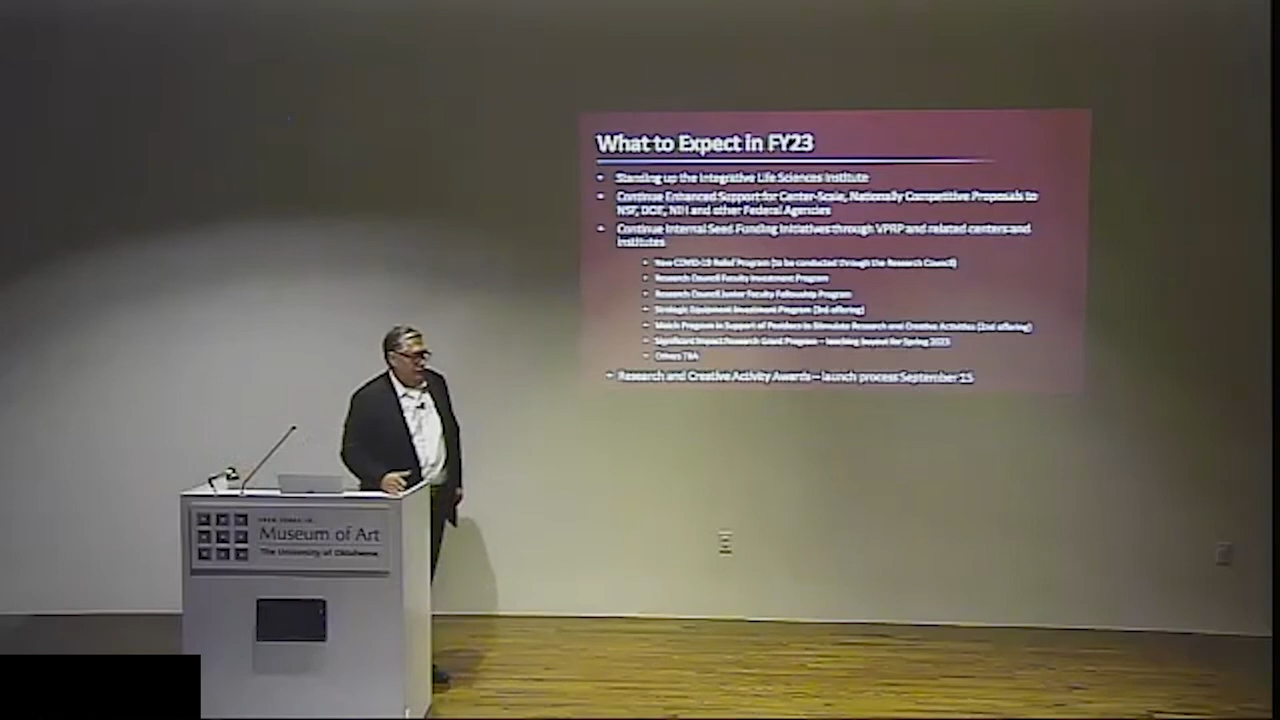 What to Expect in FY23
Standing up the Integrative Life Sciences Institute
Continue Enhanced Support for Center-Scale, Nationally Competitive Proposals to
NSF, DOE, NIH and other Federal Agencies
Continue Internal Seed Funding Initiatives through VPRP and related centers and
institutes
New COVID-19 Relief Program (to be conducted through the Research Council)
Research Council Faculty Investment Program
Research Council Junior Faculty Fellowship Program
Strategic Equipment Investment Program (3rd offering)
Program in Support of to Stimulate Research and Creative Activities (2nd offering)
Significant Impact Research Grant Program – for Spring 2023
Others TBA
Research and Creative Activity Awards – launch process September 15
Museum of Art
The University of Oklahoma